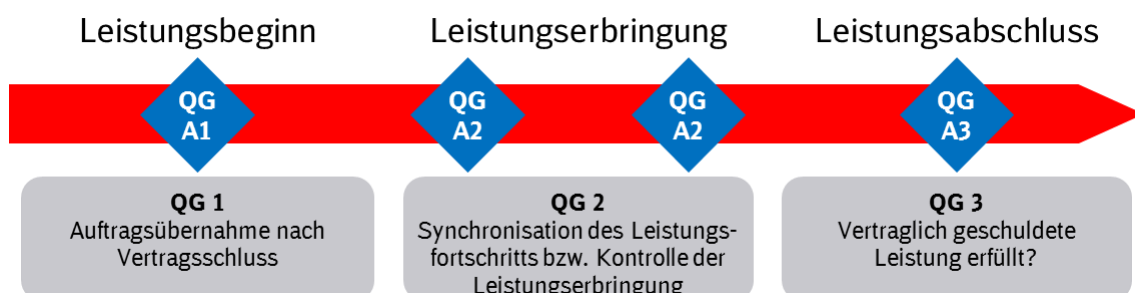 Leistungsbeginn
Leistungserbringung
Leistungsabschluss
QG
A1
QG
A2
QG
A2
QG
A3
QG 1
Auftragsübernahme nach
Vertragsschluss
QG 2
Synchronisation des Leistungs-
fortschritts bzw. Kontrolle der
Leistungserbringung
QG 3
Vertraglich geschuldete
Leistung erfüllt?